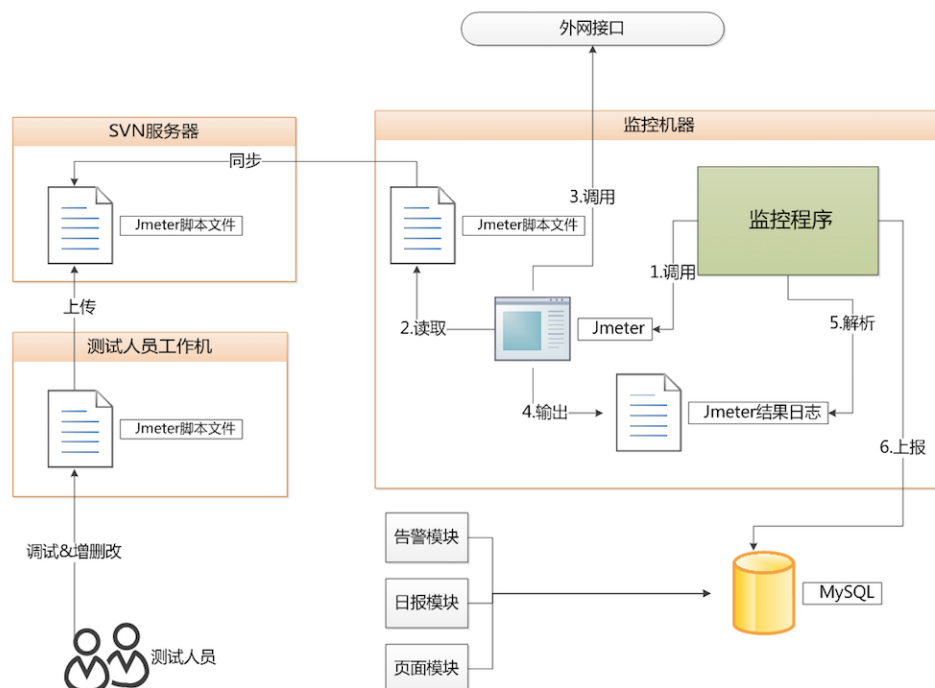 外网接口
SVN服务器
监控机器
同步
3.调用
Jmeter脚本文件
Jmeter脚本文件
监控程序
1.调用
上传
2.读取
Jmeter
5.解析
测试人员工作机
Jmeter脚本文件
4.输出
Jmeter结果日志
6.上报
告警模块
调试&增删改
日报模块
MySQL
测试人员
页面模块